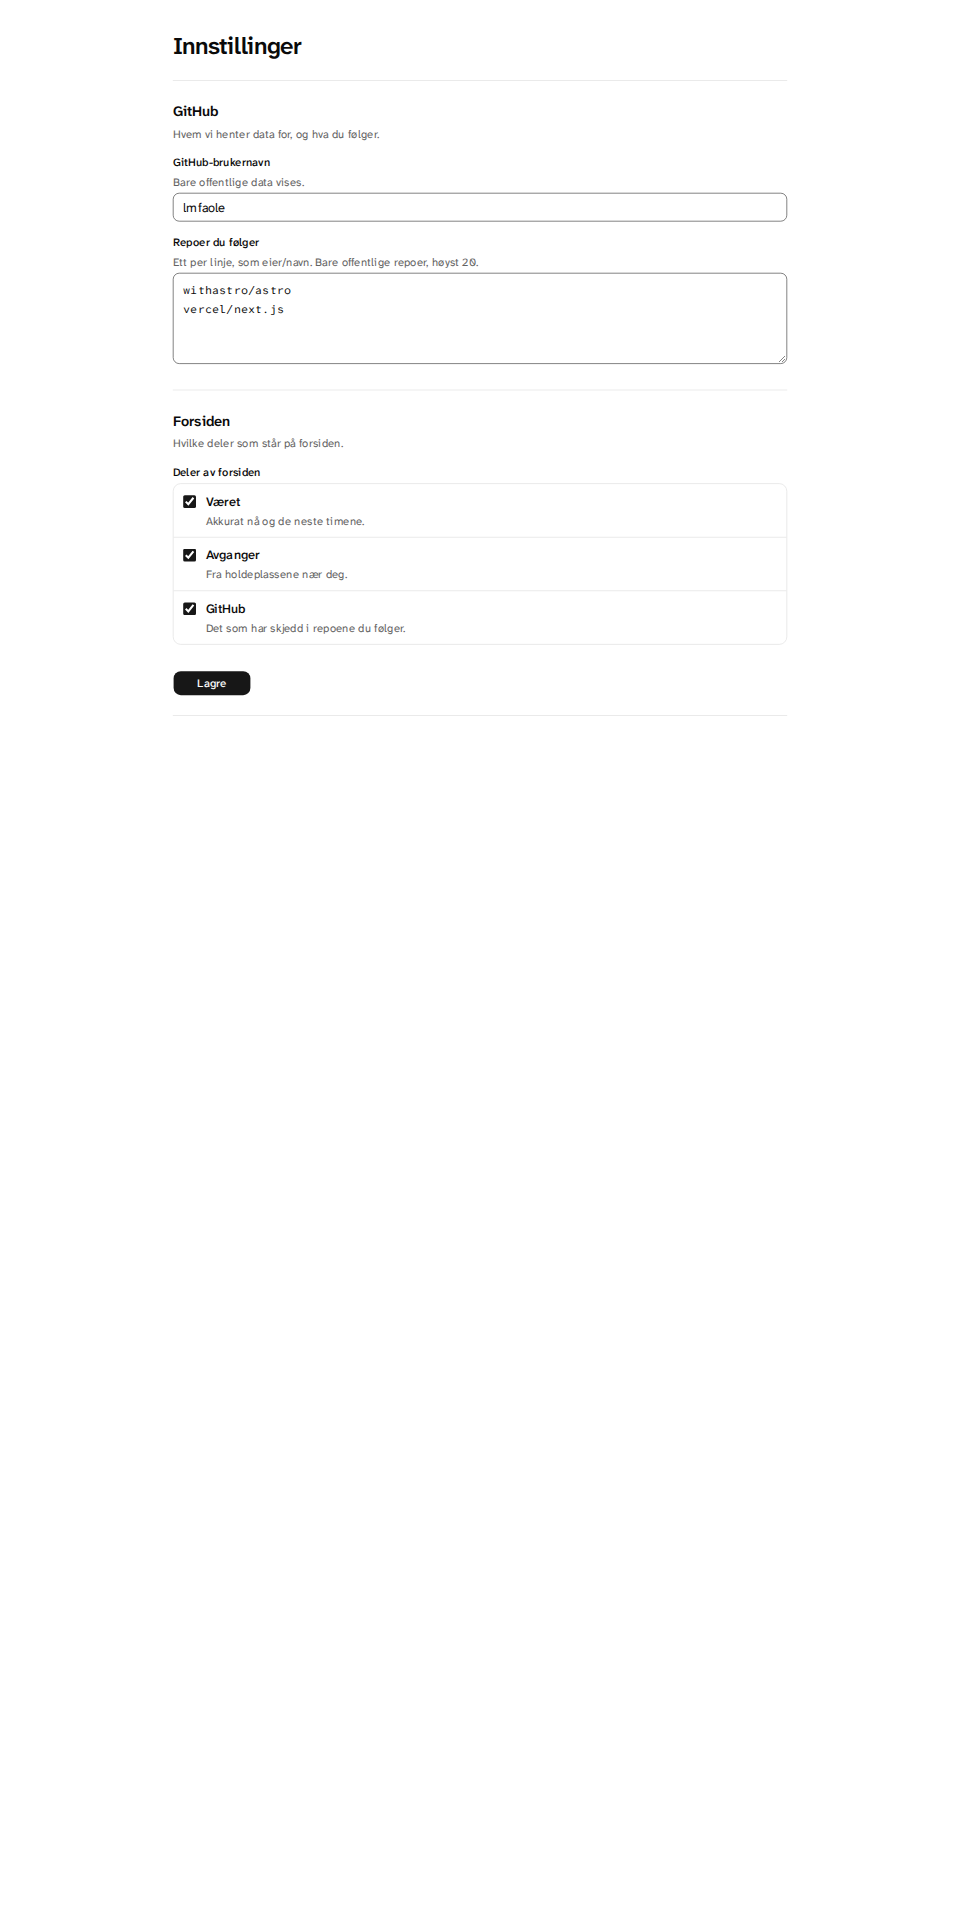 Innstillinger
GitHub
Hvem vi henter data for, og hva du følger.
GitHub-brukernavn
Bare offentlige data vises.
lmfaole
Repoer du følger
Ett per linje, som eier/navn. Bare offentlige repoer, høyst 20.
withastro/astro
vercel/next.js
Forsiden
Hvilke deler som står på forsiden.
Deler av forsiden
Været
Akkurat nå og de neste timene.
Avganger
Fra holdeplassene nær deg.
GitHub
Det som har skjedd i repoene du følger.
Lagre